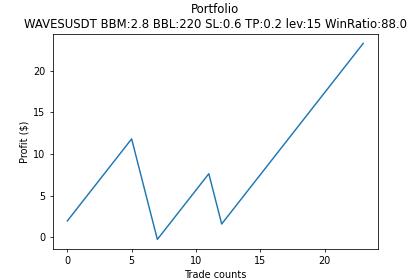 Portfolio
WAVESUSDT BBM:2.8 BBL:220 SL:0.6 TP:0.2 lev:15 WinRatio:88.0
Profit ($)
20
15
10
5
0
0 5 10 15 20
Trade counts